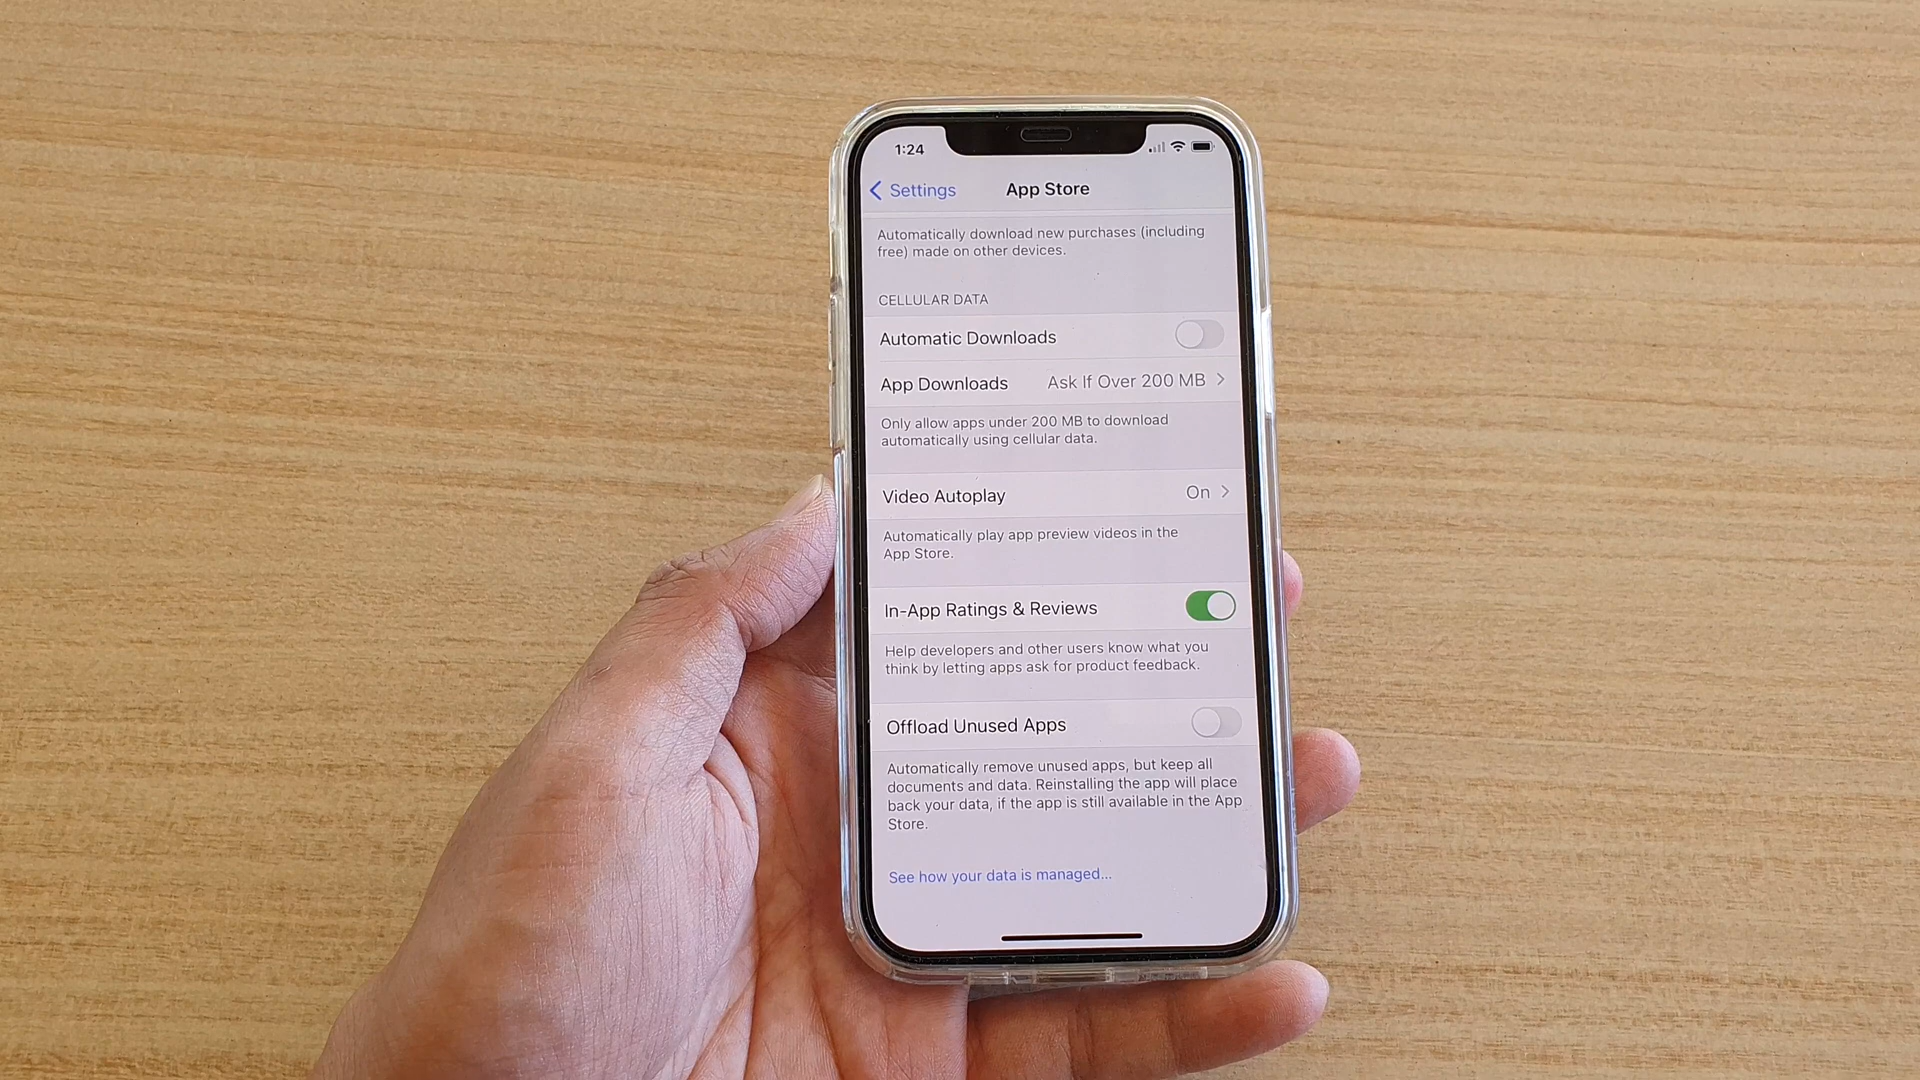 1:24
Settings
App Store
Automatically download new purchases (including
free) made on other devices.
CELLULAR DATA
Automatic Downloads
App Downloads Ask If Over 200 MB
Only allow apps under 200 MB to download
automatically using cellular data.
Video Autoplay On
Automatically play app preview videos in the
App Store.
In-App Ratings & Reviews
Help developers and other users know what you
think by letting apps ask for product feedback.
Offload Unused Apps
Automatically remove unused apps, but keep all
documents and data. Reinstalling the app will place
back your data, if the app is still available in the App
Store.
See how your data is managed...